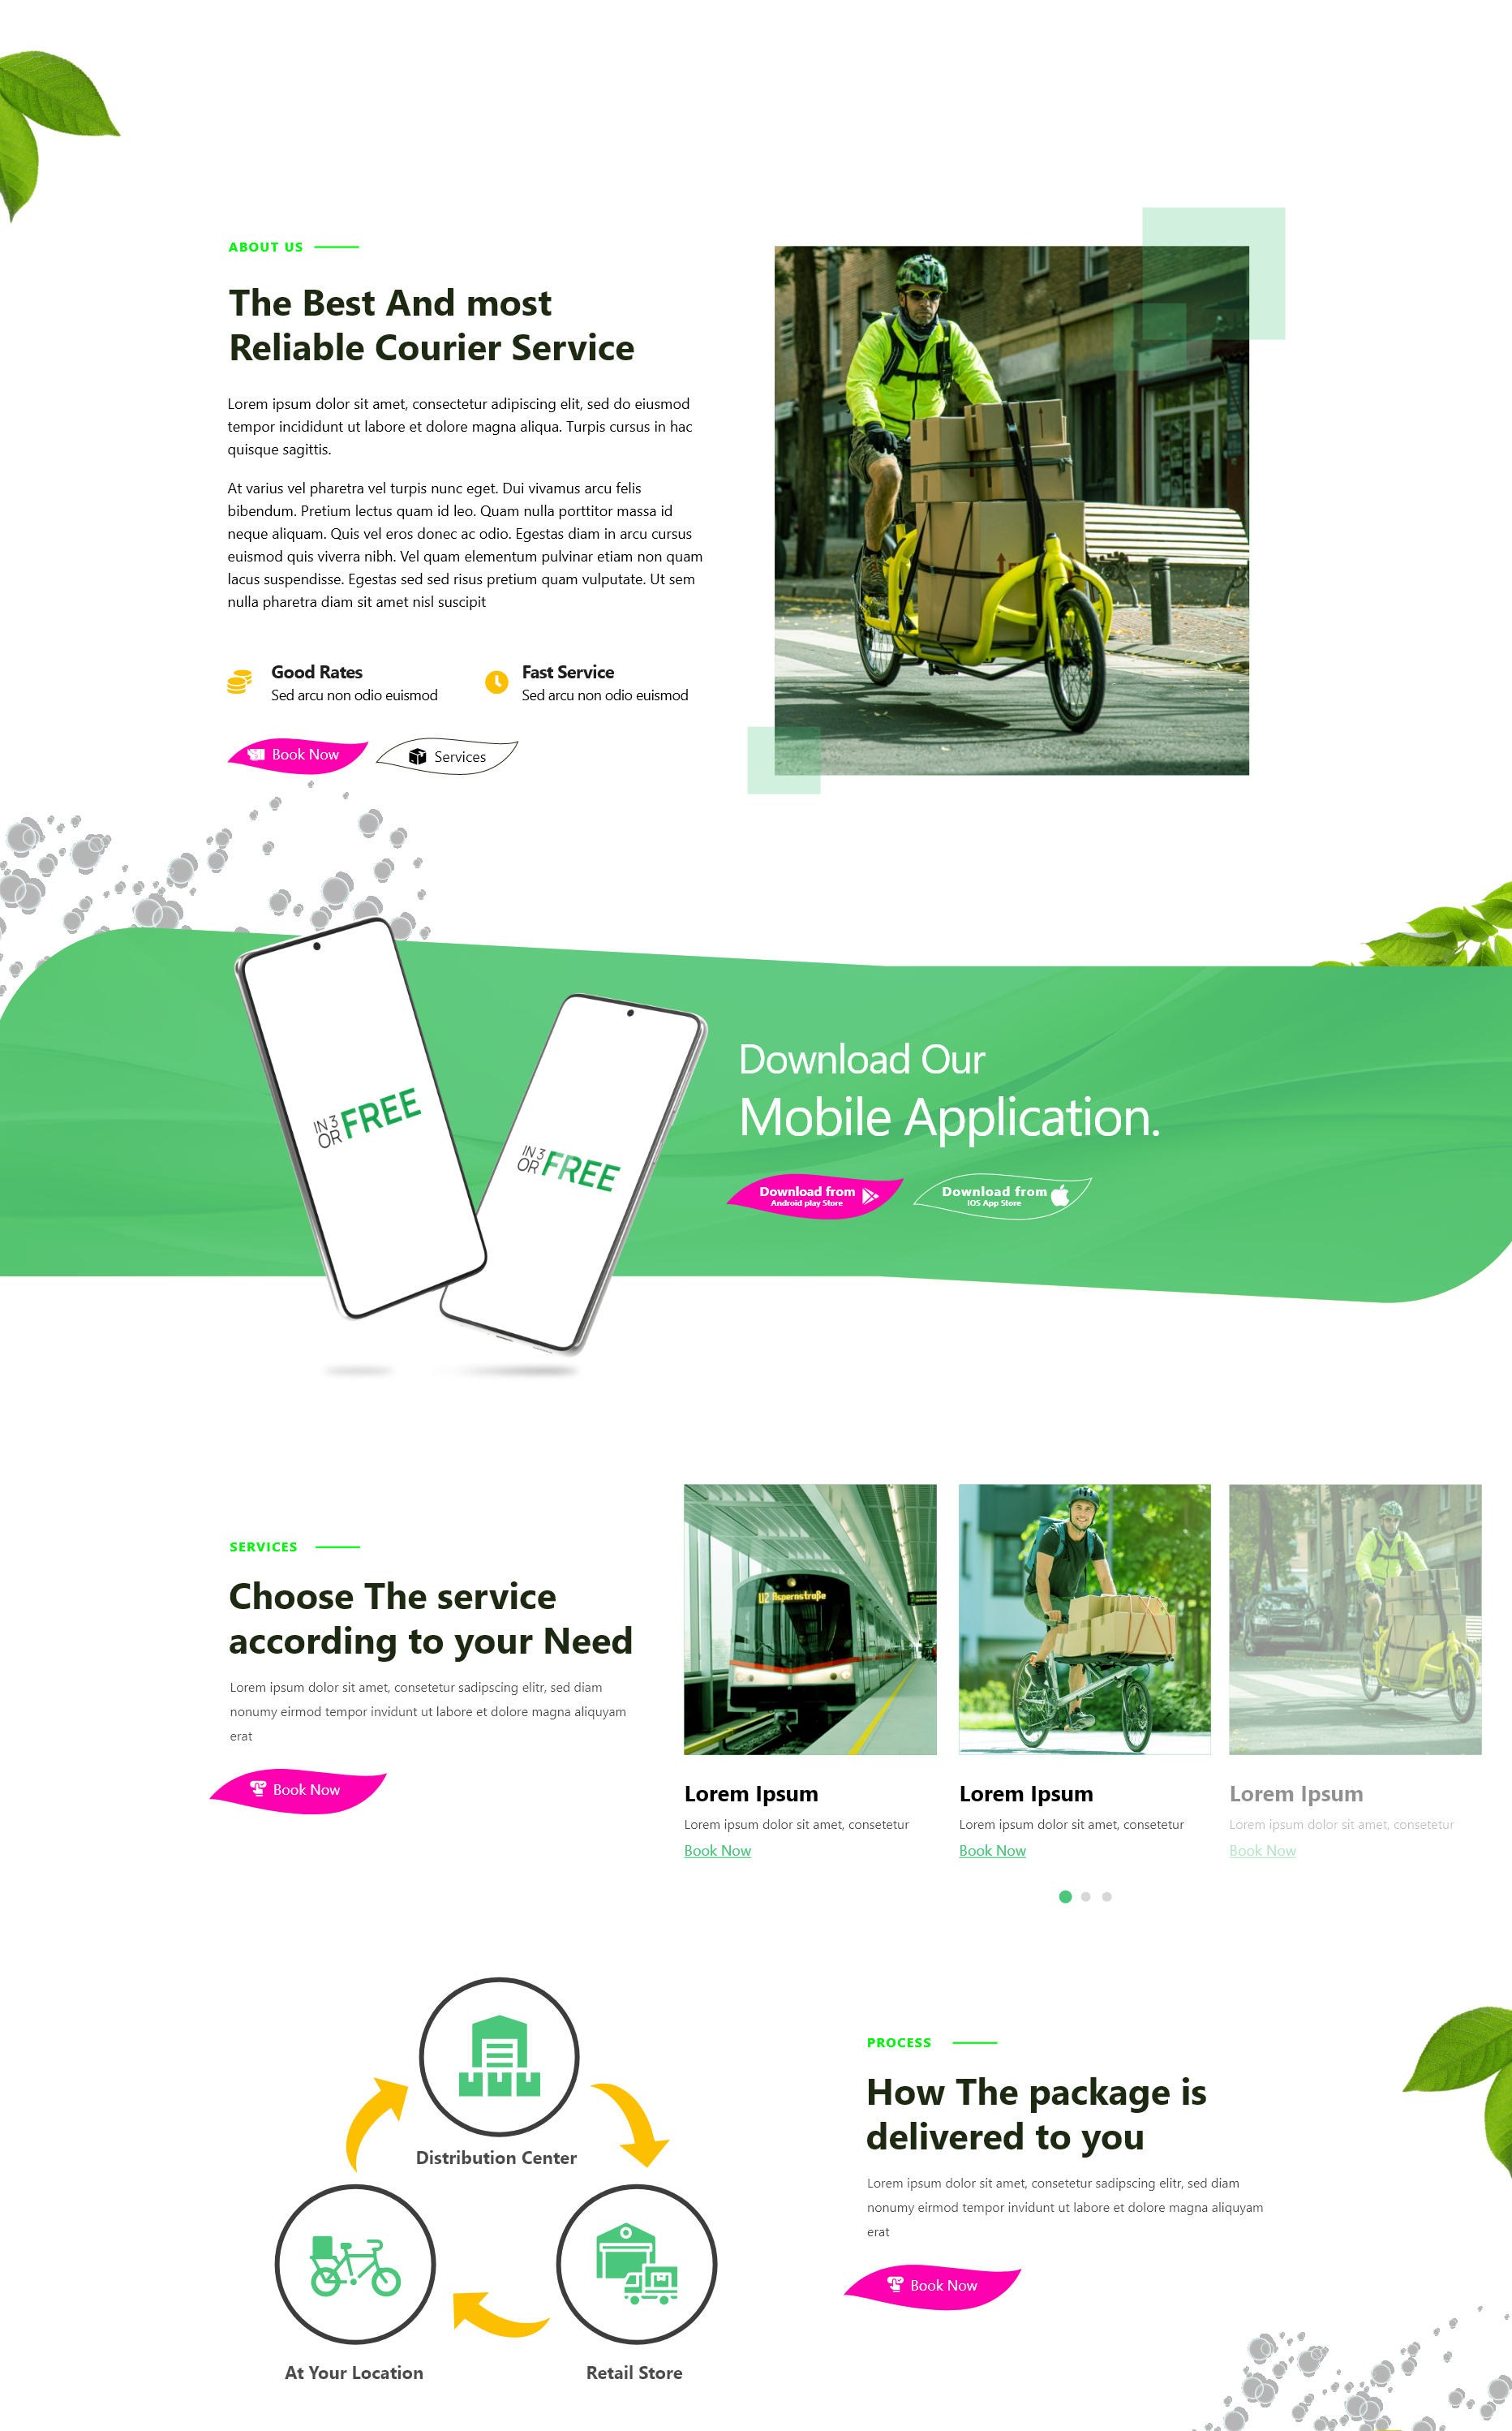 ABOUT US
The Best And most
Reliable Courier Service
Lorem ipsum dolor sit amet, consectetur adipiscing elit, sed do eiusmod
tempor incididunt ut labore et dolore magna aliqua. Turpis cursus in hac
quisque sagittis.
At varius vel pharetra vel turpis nunc eget. Dui vivamus arcu felis
bibendum. Pretium lectus quam id leo. Quam nulla porttitor massa id
neque aliquam. Quis vel eros donec ac odio. Egestas diam in arcu cursus
euismod quis viverra nibh. Vel quam elementum pulvinar etiam non quam
lacus suspendisse. Egestas sed sed risus pretium quam vulputate. Ut sem
nulla pharetra diam sit amet nisl suscipit
Good Rates
Sed arcu non odio euismod
Fast Service
Sed arcu non odio euismod
Book Now
Services
IN 3
OR FREE
IN 3
OR FREE
Download Our
Mobile Application.
Download from
Android play Store
Download from
IOS App Store
SERVICES
Choose The service
according to your Need
Lorem ipsum dolor sit amet, consetetur sadipscing elitr, sed diam
nonumy eirmod tempor invidunt ut labore et dolore magna aliquyam
erat
Book Now
U2 Aspernstraße
Lorem Ipsum
Lorem ipsum dolor sit amet, consetetur
Book Now
Lorem Ipsum
Lorem ipsum dolor sit amet, consetetur
Book Now
Lorem Ipsum
Lorem ipsum dolor sit amet, consetetur
Book Now
Distribution Center
At Your Location
Retail Store
PROCESS
How The package is
delivered to you
Lorem ipsum dolor sit amet, consetetur sadipscing elitr, sed diam
nonumy eirmod tempor invidunt ut labore et dolore magna aliquyam
erat
Book Now